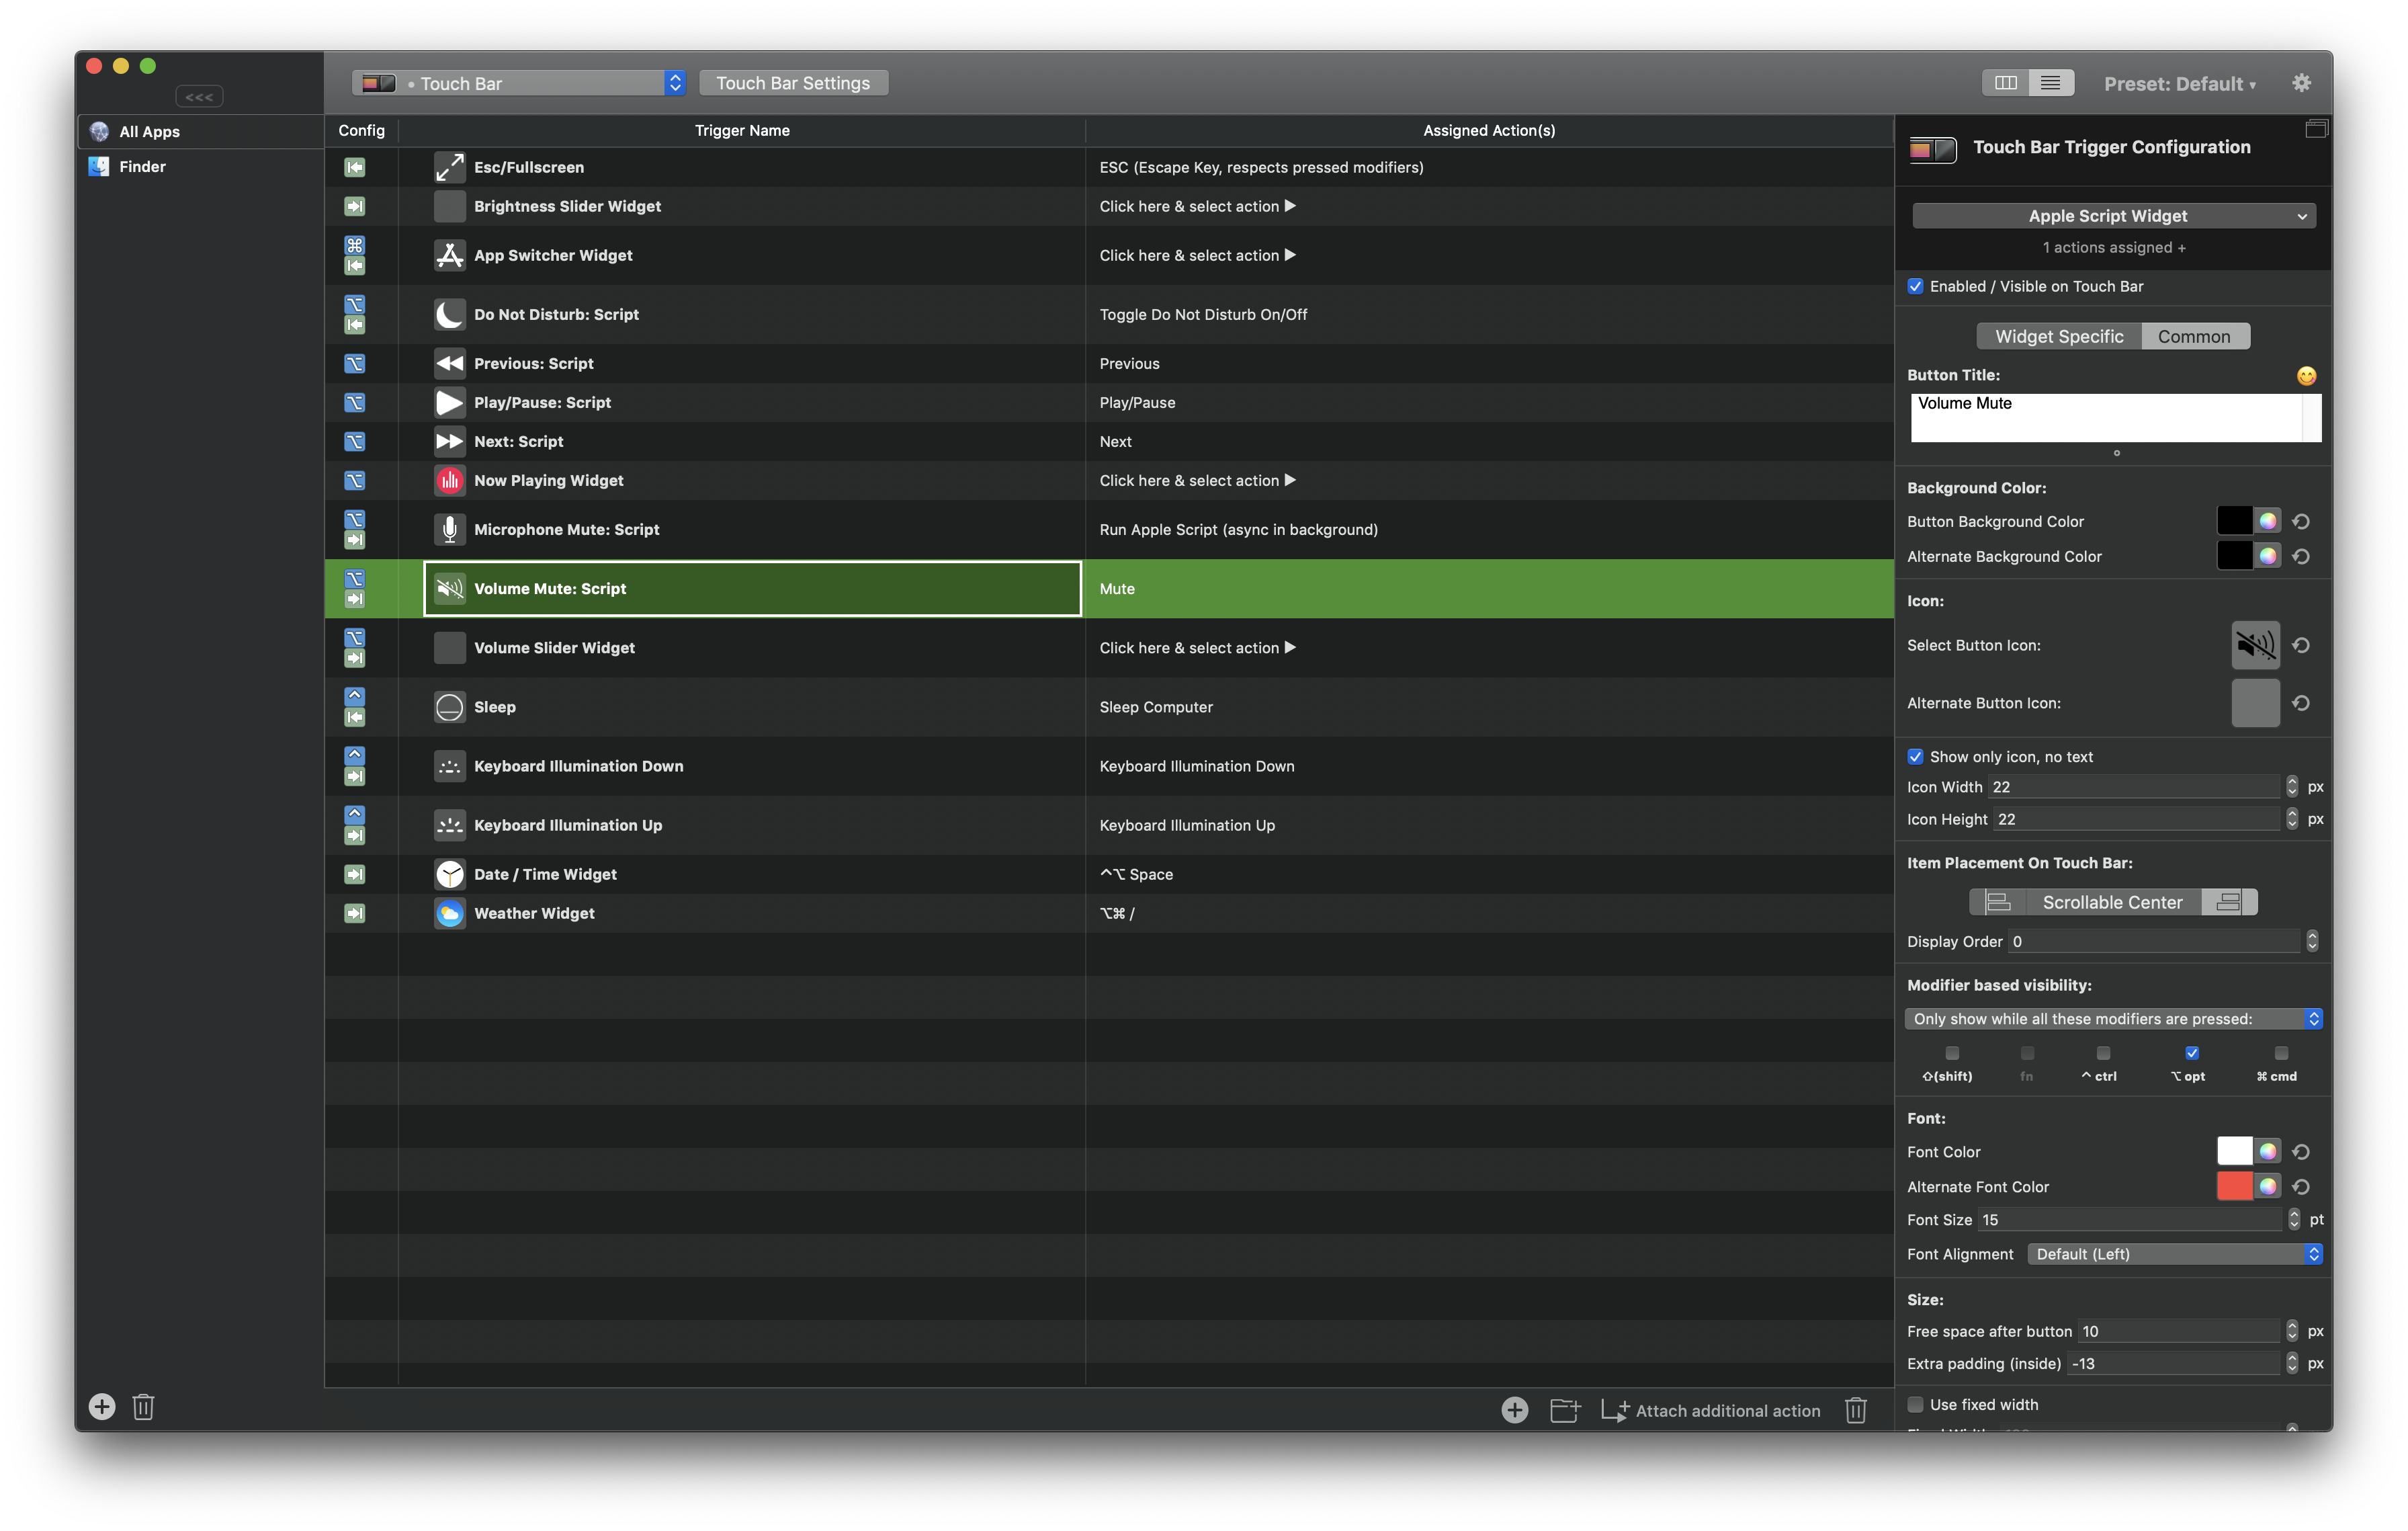 <<<
• Touch Bar
Touch Bar Settings
Preset: Default ▾
All Apps
Finder
Config
Trigger Name
Assigned Action(s)
Esc/Fullscreen
ESC (Escape Key, respects pressed modifiers)
Brightness Slider Widget
Click here & select action ▶
App Switcher Widget
Click here & select action ▶
Do Not Disturb: Script
Toggle Do Not Disturb On/Off
Previous: Script
Previous
Play/Pause: Script
Play/Pause
Next: Script
Next
Now Playing Widget
Click here & select action ▶
Microphone Mute: Script
Run Apple Script (async in background)
Volume Mute: Script
Mute
Volume Slider Widget
Click here & select action ▶
Sleep
Sleep Computer
Keyboard Illumination Down
Keyboard Illumination Down
Keyboard Illumination Up
Keyboard Illumination Up
Date / Time Widget
^⌥ Space
Weather Widget
⌥⌘ /
Attach additional action
Touch Bar Trigger Configuration
Apple Script Widget
1 actions assigned +
Enabled / Visible on Touch Bar
Widget Specific
Common
Button Title:
Volume Mute
Background Color:
Button Background Color
Alternate Background Color
Icon:
Select Button Icon:
Alternate Button Icon:
Show only icon, no text
Icon Width 22 px
Icon Height 22 px
Item Placement On Touch Bar:
Scrollable Center
Display Order 0
Modifier based visibility:
Only show while all these modifiers are pressed:
⇧(shift) fn ^ ctrl ⌥ opt ⌘ cmd
Font:
Font Color
Alternate Font Color
Font Size 15 pt
Font Alignment Default (Left)
Size:
Free space after button 10 px
Extra padding (inside) -13 px
Use fixed width